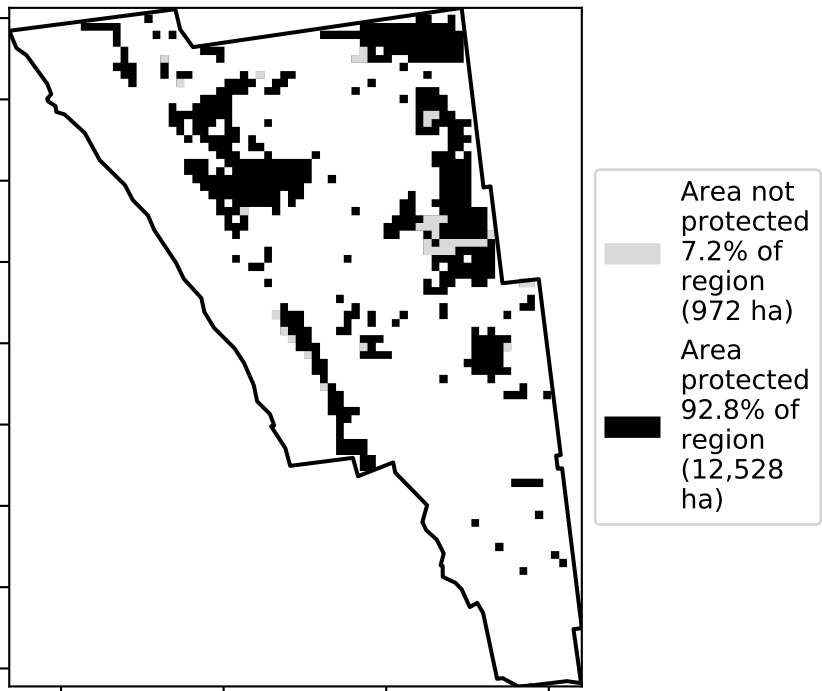 Area not
protected
7.2% of
region
(972 ha)
Area
protected
92.8% of
region
(12,528
ha)